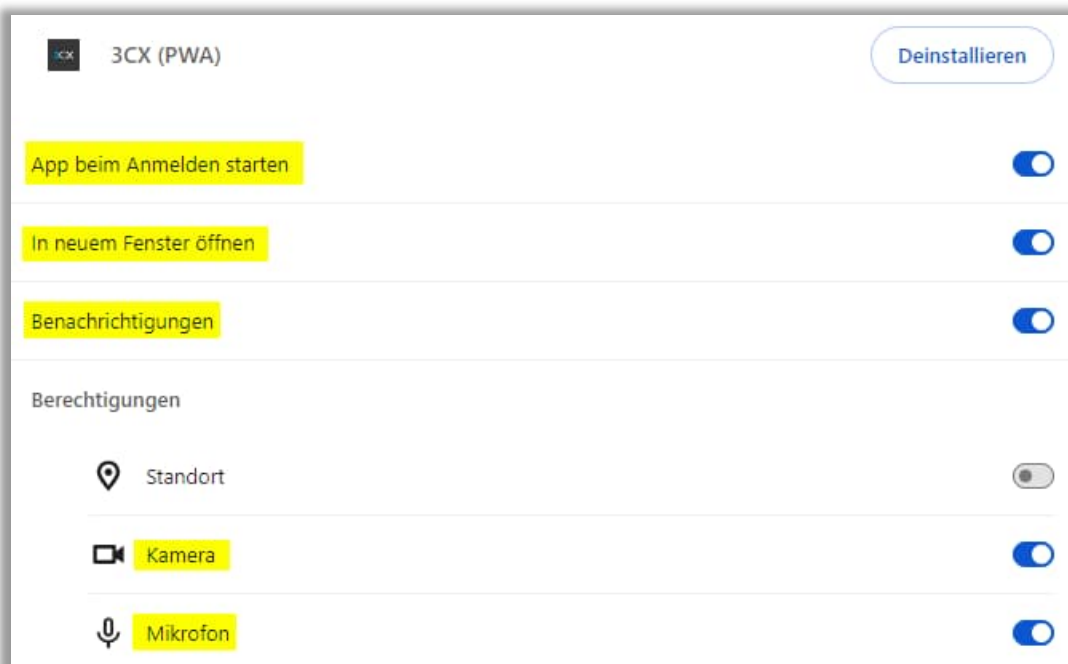 3CX 3CX (PWA) Deinstallieren
App beim Anmelden starten
In neuem Fenster öffnen
Benachrichtigungen
Berechtigungen
Standort
Kamera
Mikrofon